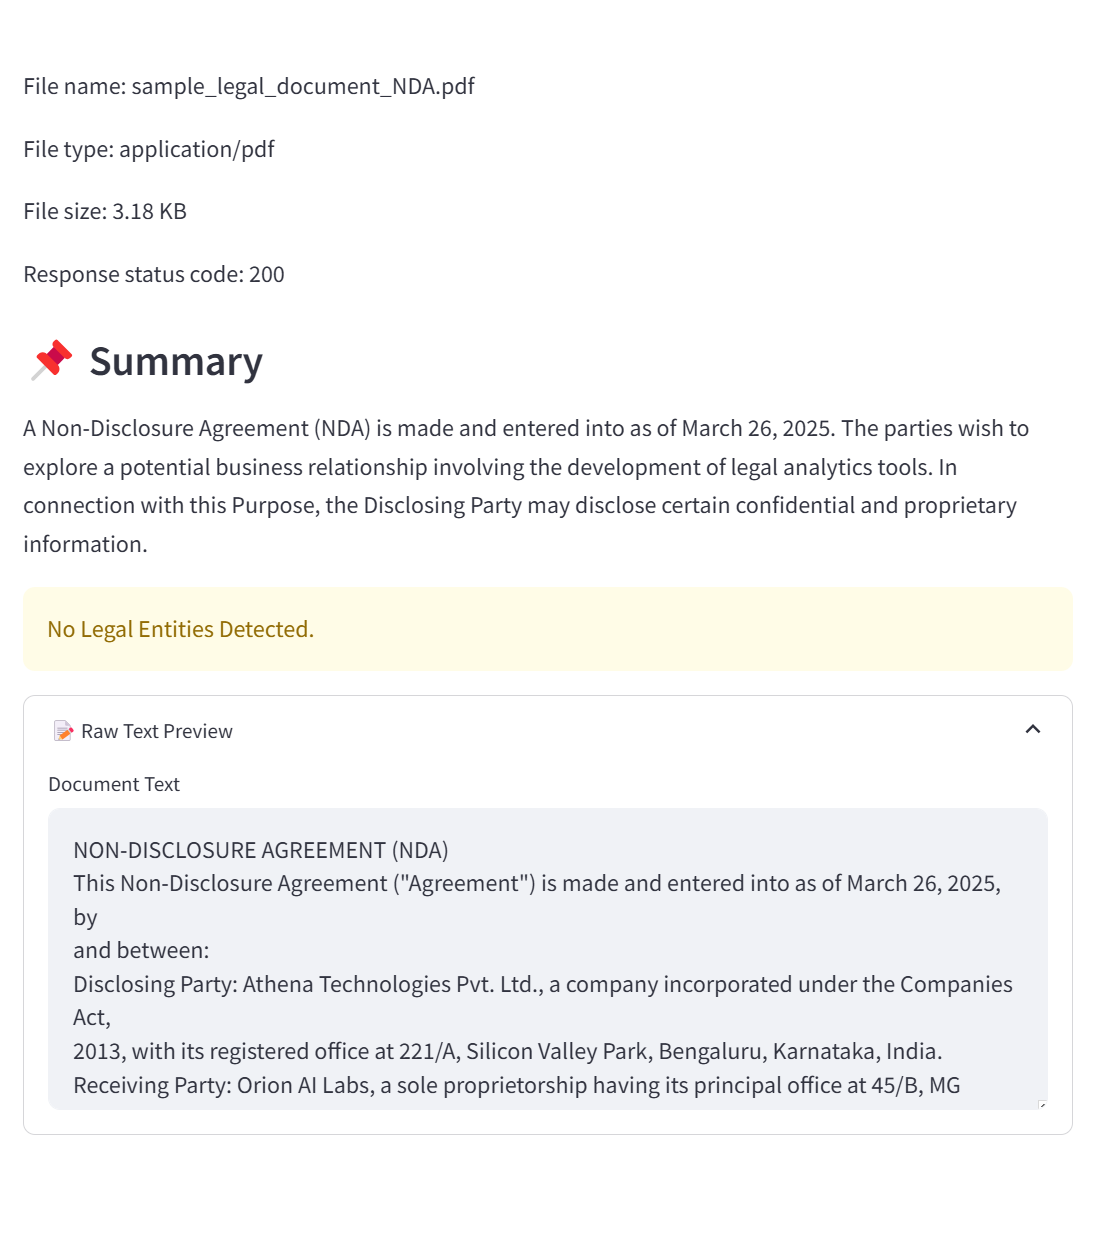 File name: sample_legal_document_NDA.pdf
File type: application/pdf
File size: 3.18 KB
Response status code: 200
📌 Summary
A Non-Disclosure Agreement (NDA) is made and entered into as of March 26, 2025. The parties wish to
explore a potential business relationship involving the development of legal analytics tools. In
connection with this Purpose, the Disclosing Party may disclose certain confidential and proprietary
information.
No Legal Entities Detected.
📝 Raw Text Preview
Document Text
NON-DISCLOSURE AGREEMENT (NDA)
This Non-Disclosure Agreement ("Agreement") is made and entered into as of March 26, 2025,
by
and between:
Disclosing Party: Athena Technologies Pvt. Ltd., a company incorporated under the Companies
Act,
2013, with its registered office at 221/A, Silicon Valley Park, Bengaluru, Karnataka, India.
Receiving Party: Orion AI Labs, a sole proprietorship having its principal office at 45/B, MG